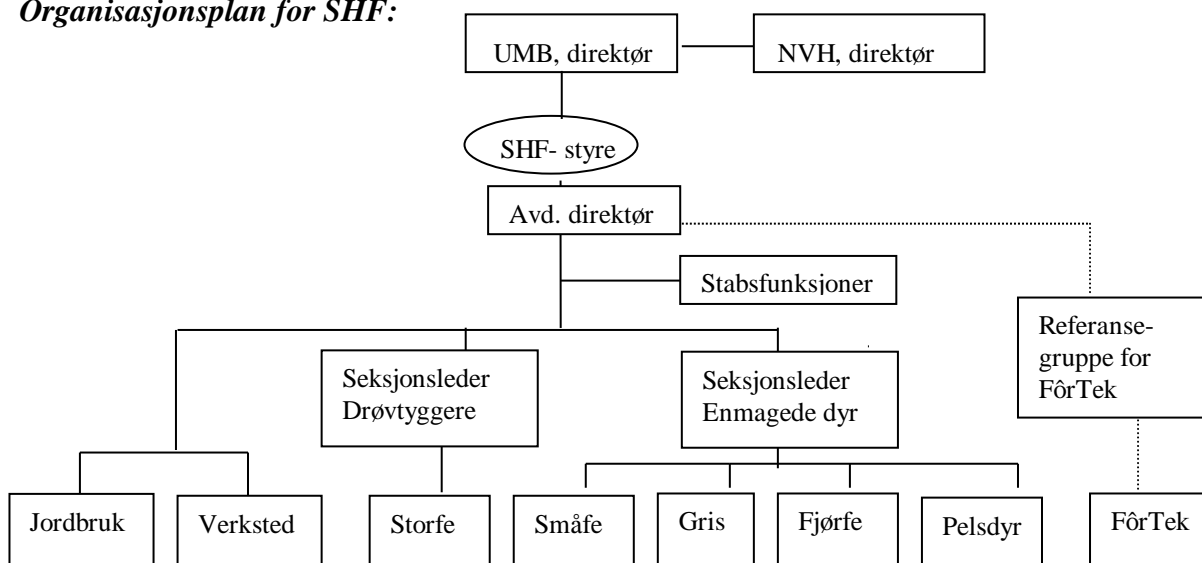 Organisasjonsplan for SHF:
UMB, direktør
NVH, direktør
SHF- styre
Avd. direktør
Stabsfunksjoner
Referanse-
gruppe for
FôrTek
Seksjonsleder
Drøvtyggere
Seksjonsleder
Enmagede dyr
Jordbruk
Verksted
Storfe
Småfe
Gris
Fjørfe
Pelsdyr
FôrTek